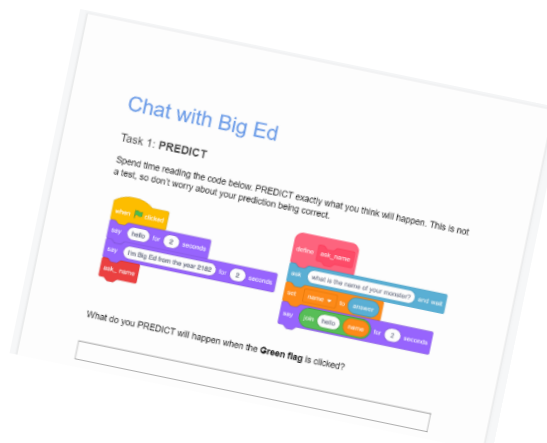 Chat with Big Ed
Task 1: PREDICT
Spend time reading the code below. PREDICT exactly what you think will happen. This is not
a test, so don't worry about your prediction being correct.
when clicked
say hello for 2 seconds
say I'm Big Ed from the year 2182 for 2 seconds
ask_name
define ask_name
ask what is the name of your monster? and wait
set name to answer
say join hello name for 2 seconds
What do you PREDICT will happen when the Green flag is clicked?